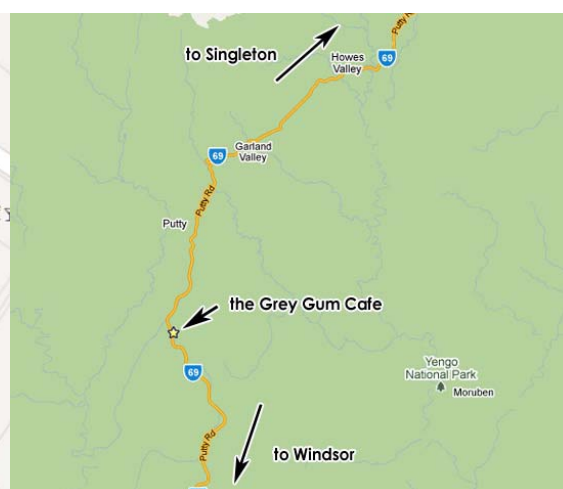 to Singleton
69
Howes
Valley
Putty Rd
69
Garland
Valley
Putty Rd
Putty
the Grey Gum Cafe
69
Yengo
National Park
Moruben
Putty Rd
to Windsor